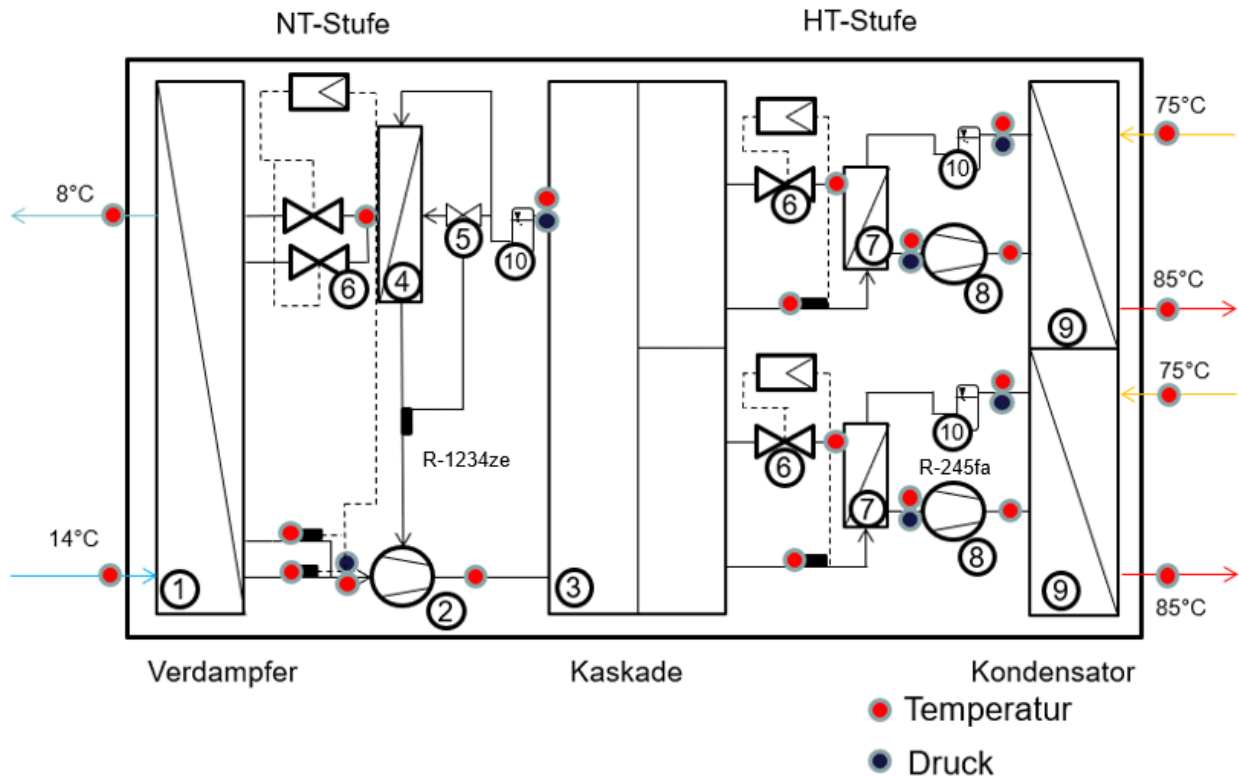 NT-Stufe
HT-Stufe
75°C
10
6
8°C
5
10
7
4
6
8
85°C
9
75°C
10
6
R-1234ze
R-245fa
7
14°C
8
1
2
3
9
85°C
Verdampfer
Kaskade
Kondensator
Temperatur
Druck